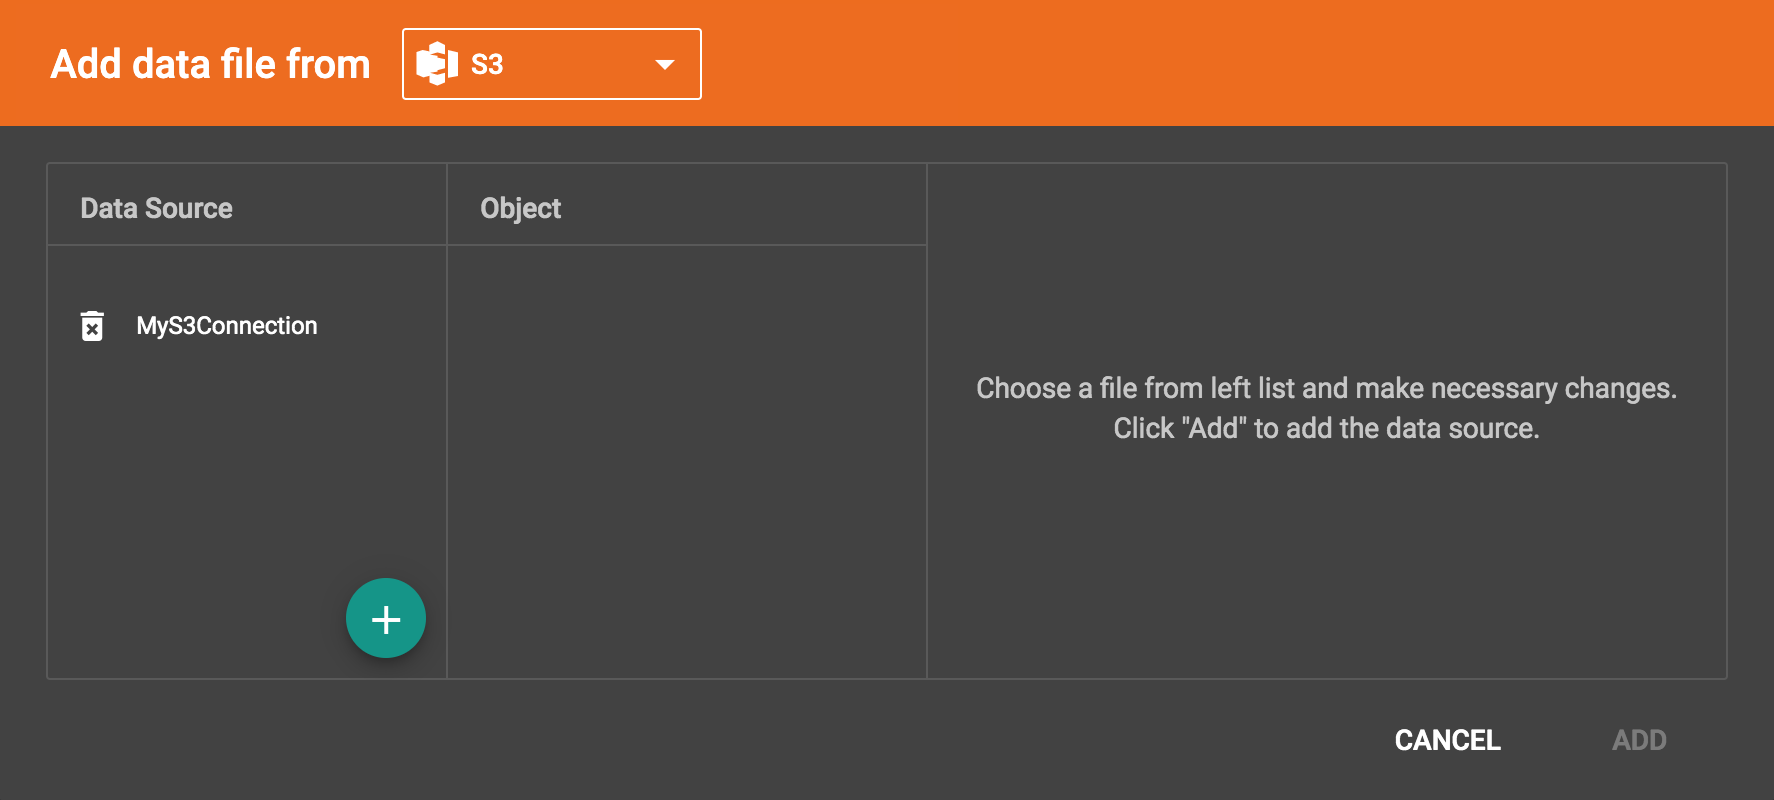 Add data file from
S3
Data Source
Object
MyS3Connection
Choose a file from left list and make necessary changes.
Click "Add" to add the data source.
CANCEL
ADD